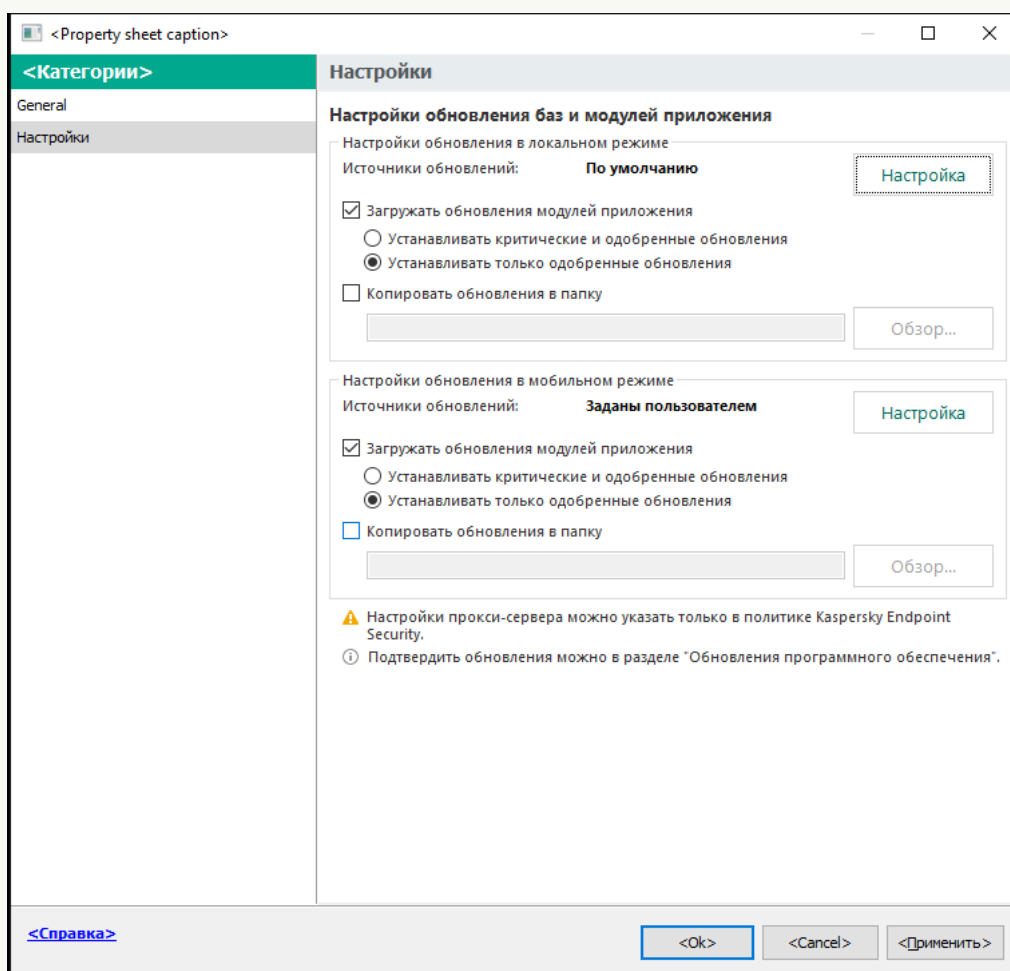 <Property sheet caption>
<Категории>
General
Настройки
Настройки
Настройки обновления баз и модулей приложения
Настройки обновления в локальном режиме
Источники обновлений: По умолчанию
Настройка
Загружать обновления модулей приложения
Устанавливать критические и одобренные обновления
Устанавливать только одобренные обновления
Копировать обновления в папку
Обзор...
Настройки обновления в мобильном режиме
Источники обновлений: Заданы пользователем
Настройка
Загружать обновления модулей приложения
Устанавливать критические и одобренные обновления
Устанавливать только одобренные обновления
Копировать обновления в папку
Обзор...
Настройки прокси-сервера можно указать только в политике Kaspersky Endpoint
Security.
Подтвердить обновления можно в разделе "Обновления программного обеспечения".
<Справка>
<Ok>
<Cancel>
<Применить>